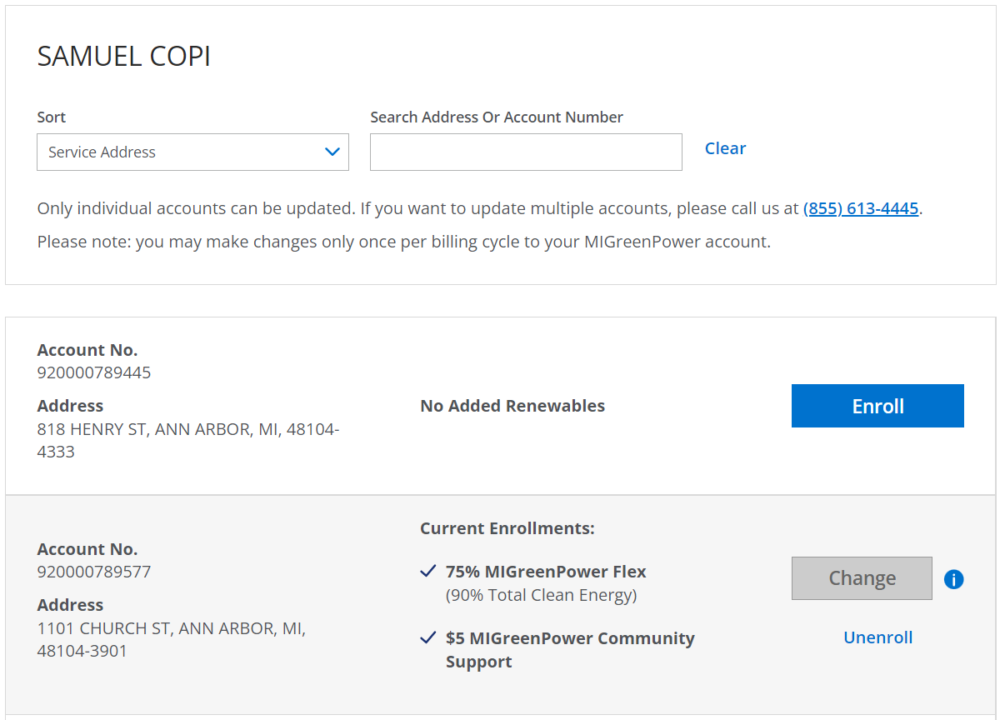 SAMUEL COPI
Sort
Search Address Or Account Number
Service Address
Clear
Only individual accounts can be updated. If you want to update multiple accounts, please call us at (855) 613-4445.
Please note: you may make changes only once per billing cycle to your MIGreenPower account.
Account No.
920000789445
Address
818 HENRY ST, ANN ARBOR, MI, 48104-
4333
No Added Renewables
Enroll
Account No.
920000789577
Address
1101 CHURCH ST, ANN ARBOR, MI,
48104-3901
Current Enrollments:
75% MIGreenPower Flex
(90% Total Clean Energy)
$5 MIGreenPower Community
Support
Change
i
Unenroll